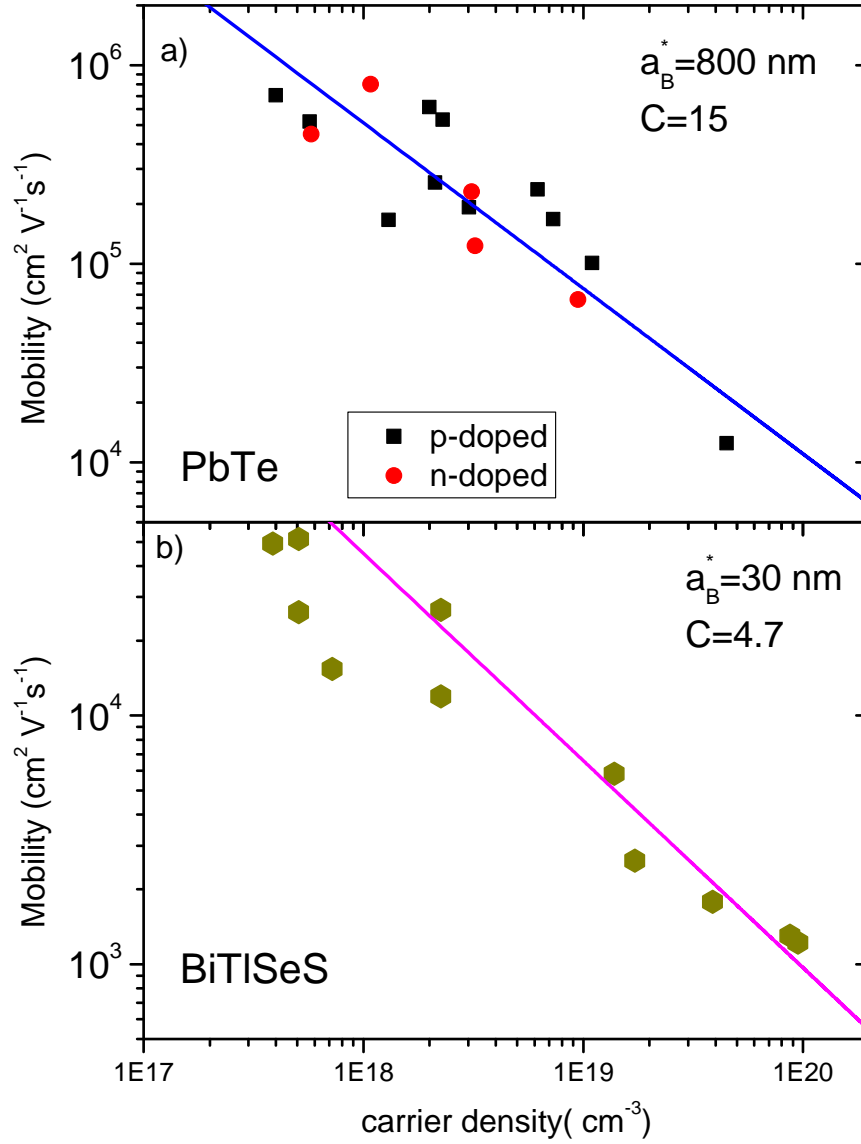 a)
a*B=800 nm
C=15
10^6
10^5
10^4
Mobility (cm^2 V^-1s^-1)
PbTe
p-doped
n-doped
b)
a*B=30 nm
C=4.7
10^4
10^3
Mobility (cm^2 V^-1s^-1)
BiTlSeS
1E17 1E18 1E19 1E20
carrier density( cm^-3)